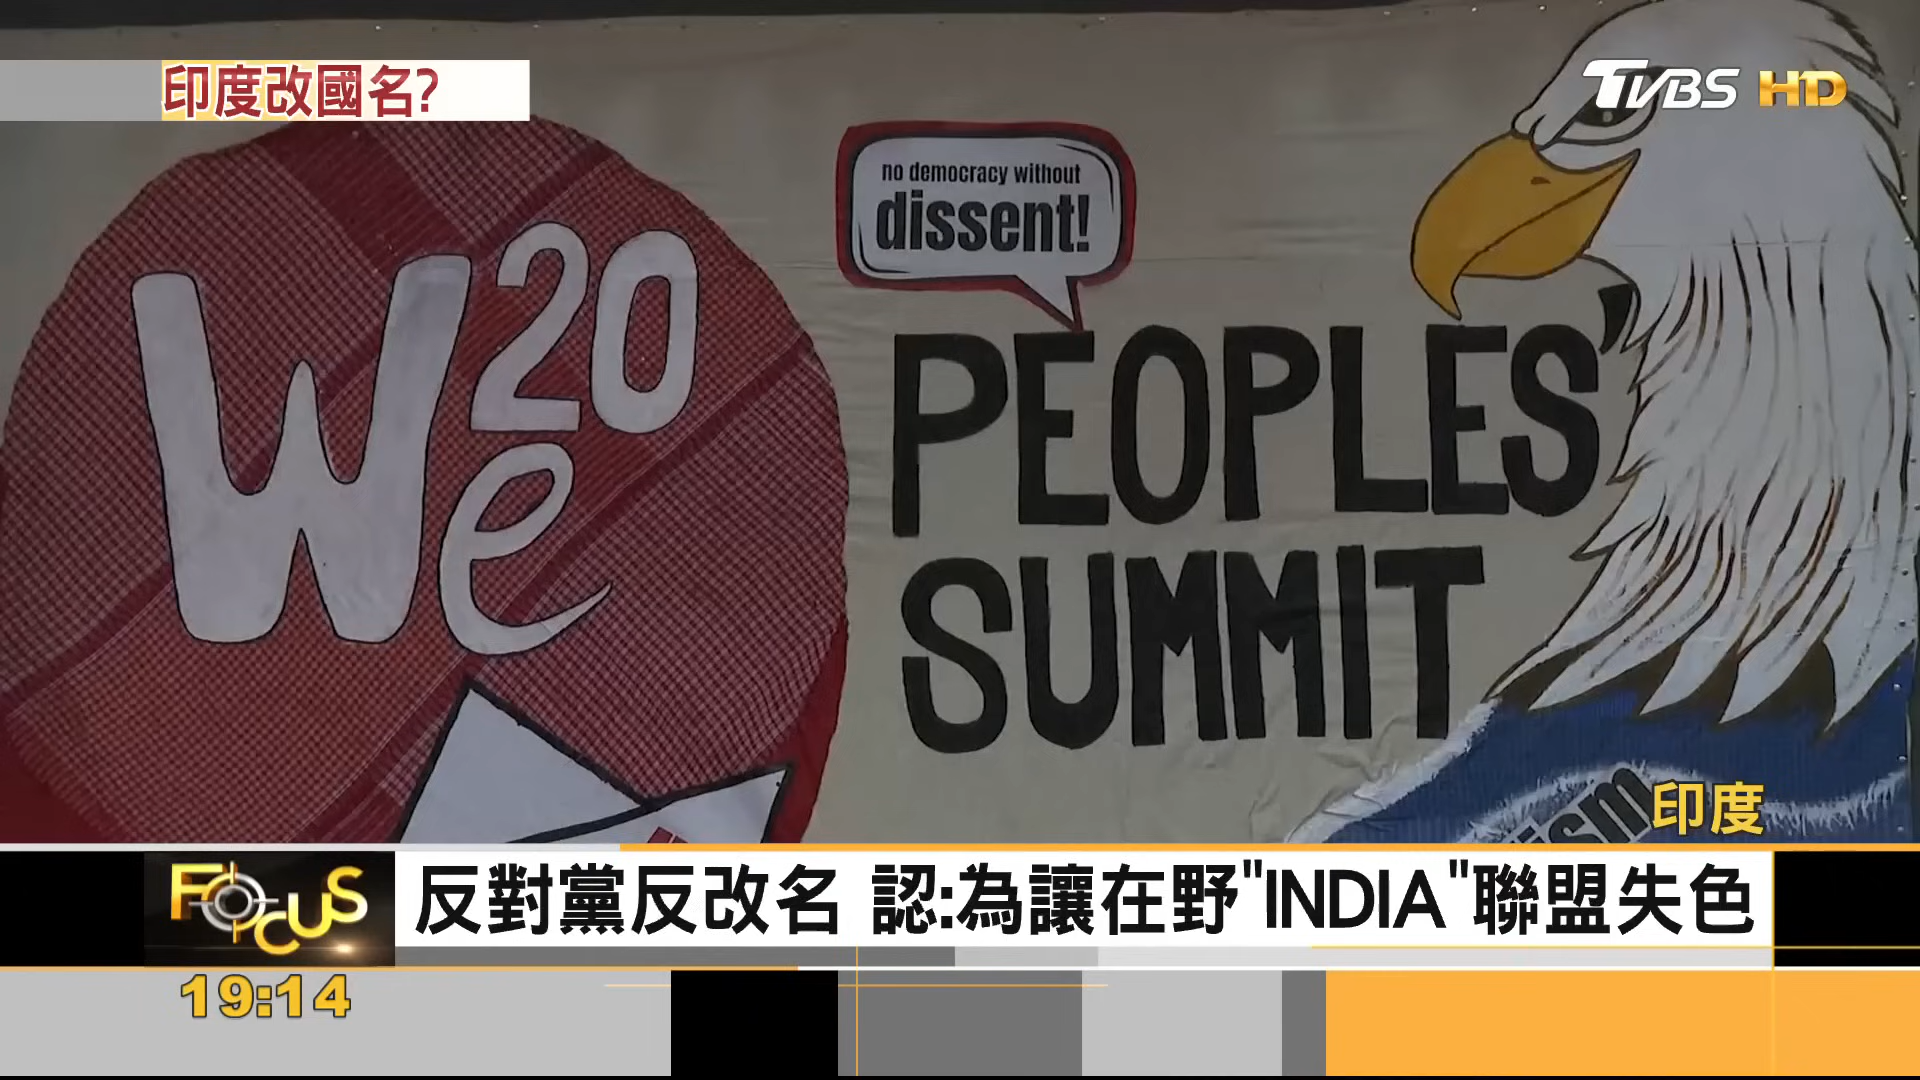 印度改國名?
TVBS HD
no democracy without
dissent!
We20
PEOPLES'
SUMMIT
ism
印度
FOCUS
反對黨反改名 認:為讓在野"INDIA"聯盟失色
19:14